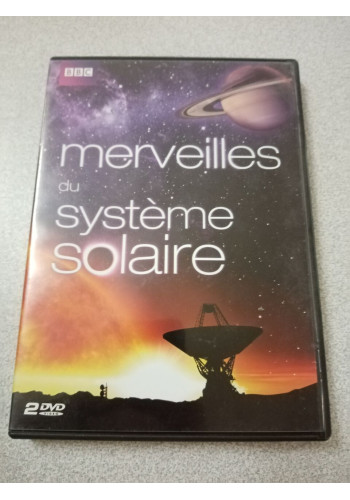 BBC
merveilles
du
système
solaire
2 DVD